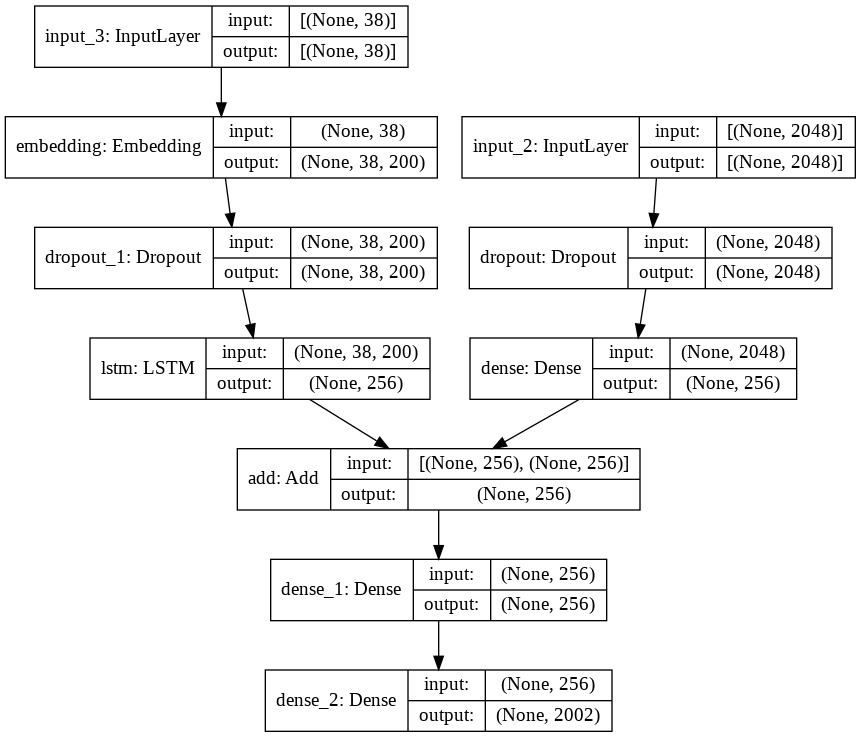 input_3: InputLayer
input: [(None, 38)]
output: [(None, 38)]
embedding: Embedding
input: (None, 38)
output: (None, 38, 200)
input_2: InputLayer
input: [(None, 2048)]
output: [(None, 2048)]
dropout_1: Dropout
input: (None, 38, 200)
output: (None, 38, 200)
dropout: Dropout
input: (None, 2048)
output: (None, 2048)
lstm: LSTM
input: (None, 38, 200)
output: (None, 256)
dense: Dense
input: (None, 2048)
output: (None, 256)
add: Add
input: [(None, 256), (None, 256)]
output: (None, 256)
dense_1: Dense
input: (None, 256)
output: (None, 256)
dense_2: Dense
input: (None, 256)
output: (None, 2002)